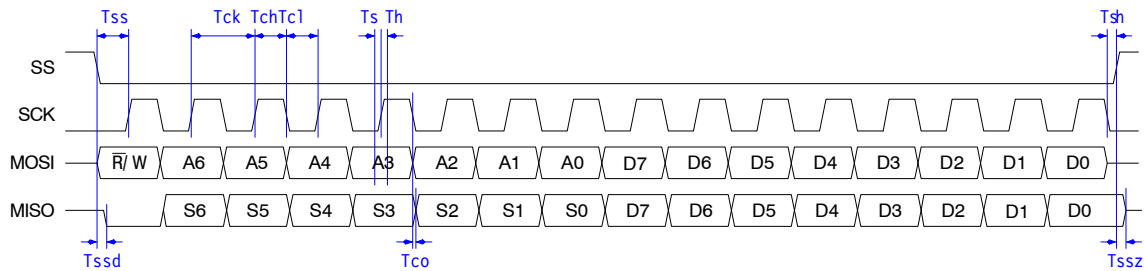 Tss Tck Tch Tcl Ts Th Tsh
SS
SCK
MOSI R/W A6 A5 A4 A3 A2 A1 A0 D7 D6 D5 D4 D3 D2 D1 D0
MISO S6 S5 S4 S3 S2 S1 S0 D7 D6 D5 D4 D3 D2 D1 D0
Tssd Tco Tssz